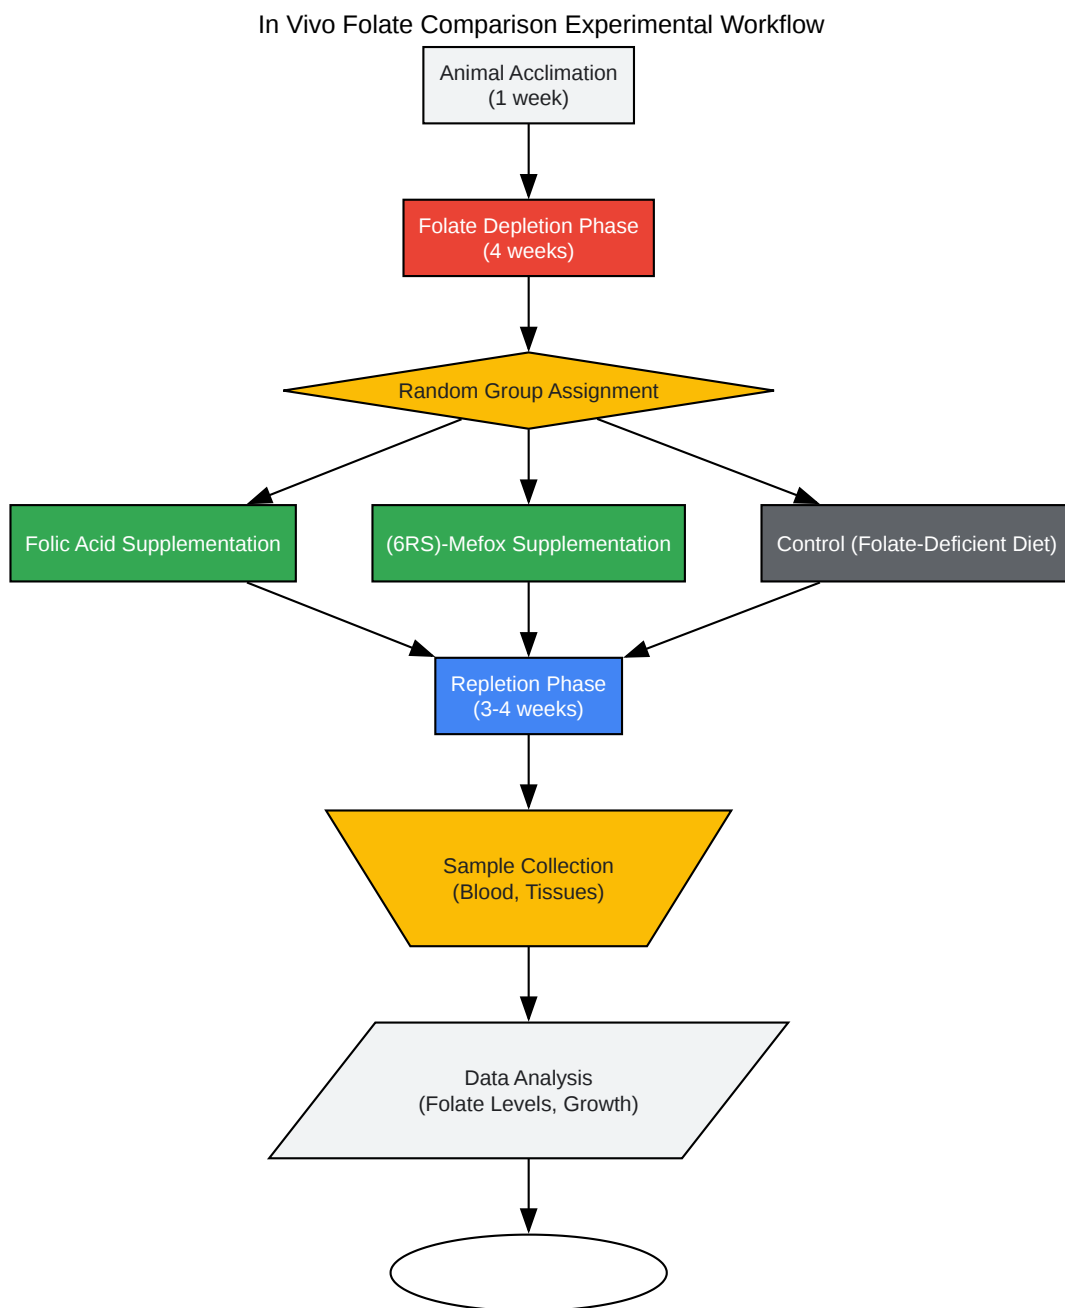 In Vivo Folate Comparison Experimental Workflow
Animal Acclimation
(1 week)
Folate Depletion Phase
(4 weeks)
Random Group Assignment
Folic Acid Supplementation
(6RS)-Mefox Supplementation
Control (Folate-Deficient Diet)
Repletion Phase
(3-4 weeks)
Sample Collection
(Blood, Tissues)
Data Analysis
(Folate Levels, Growth)